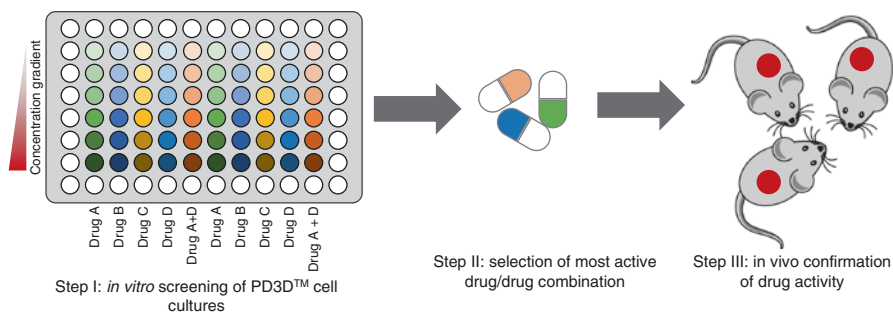 Concentration gradient
Drug A
Drug B
Drug C
Drug D
Drug A+D
Drug A
Drug B
Drug C
Drug D
Drug A + D
Step I: in vitro screening of PD3D™ cell
cultures
Step II: selection of most active
drug/drug combination
Step III: in vivo confirmation
of drug activity